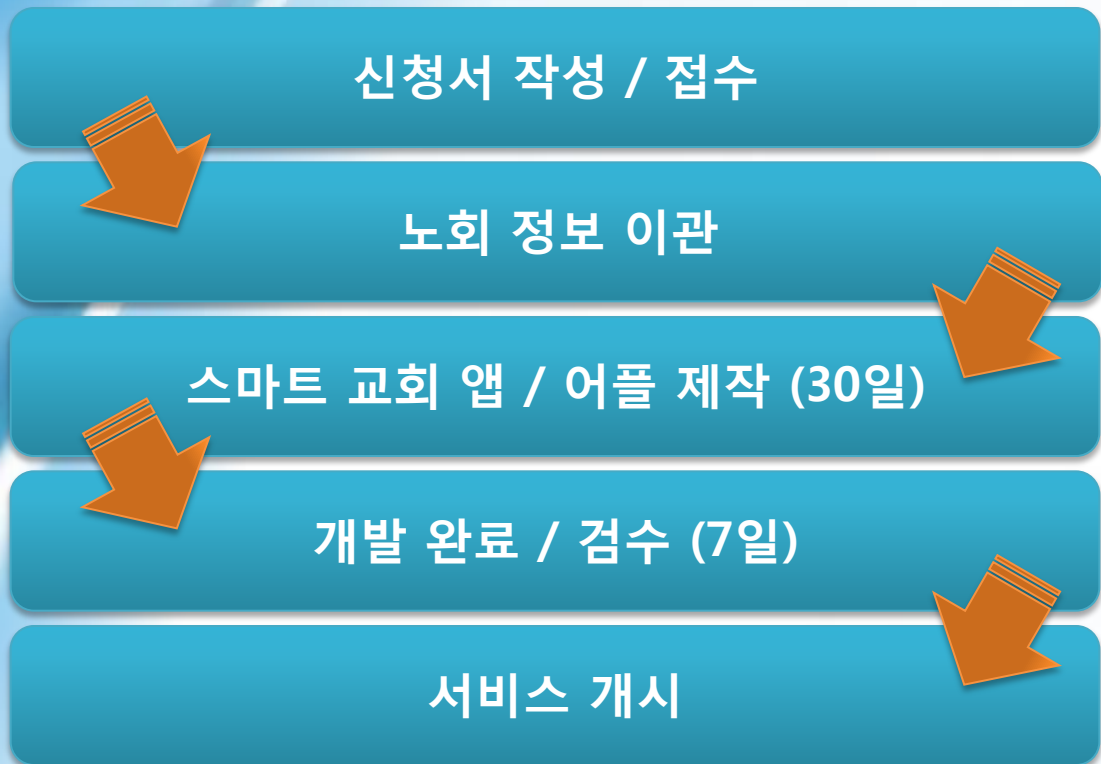 신청서 작성 / 접수
노회 정보 이관
스마트 교회 앱 / 어플 제작 (30일)
개발 완료 / 검수 (7일)
서비스 개시